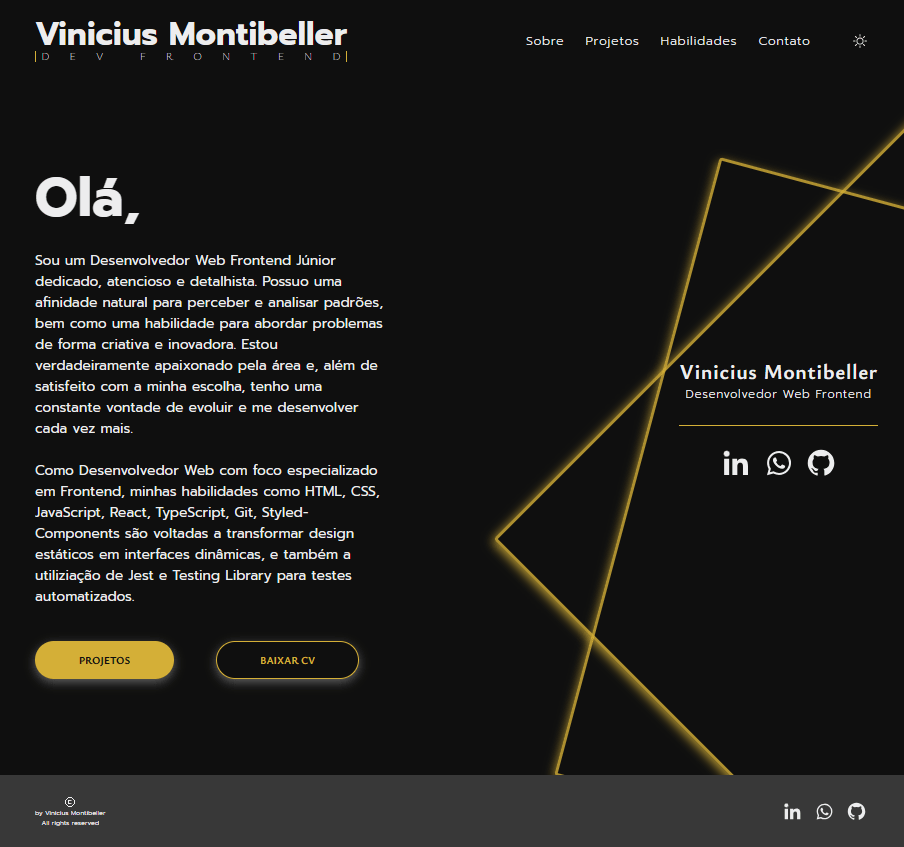 Vinicius Montibeller
DEV FRONTEND
Sobre Projetos Habilidades Contato
Olá,
Sou um Desenvolvedor Web Frontend Júnior
dedicado, atencioso e detalhista. Possuo uma
afinidade natural para perceber e analisar padrões,
bem como uma habilidade para abordar problemas
de forma criativa e inovadora. Estou
verdadeiramente apaixonado pela área e, além de
satisfeito com a minha escolha, tenho uma
constante vontade de evoluir e me desenvolver
cada vez mais.
Como Desenvolvedor Web com foco especializado
em Frontend, minhas habilidades como HTML, CSS,
JavaScript, React, TypeScript, Git, Styled-
Components são voltadas a transformar design
estáticos em interfaces dinâmicas, e também a
utiliziação de Jest e Testing Library para testes
automatizados.
PROJETOS BAIXAR CV
Vinicius Montibeller
Desenvolvedor Web Frontend
©
by Vinicius Montibeller
All rights reserved